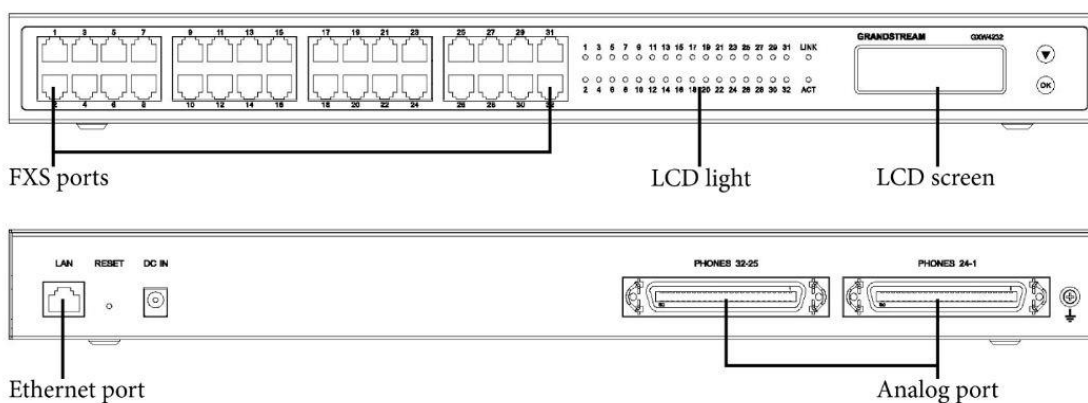 1 3 5 7 9 11 13 15 17 19 21 23 25 27 29 31
1 3 5 7 9 11 13 15 17 19 21 23 25 27 29 31 LINK
GRANDSTREAM GXW4232
2 4 6 8 10 12 14 16 18 20 22 24 26 28 30 32
2 4 6 8 10 12 14 16 18 20 22 24 26 28 30 32 ACT
OK
FXS ports
LCD light
LCD screen
LAN RESET DC IN
PHONES 32-25
PHONES 24-1
Ethernet port
Analog port